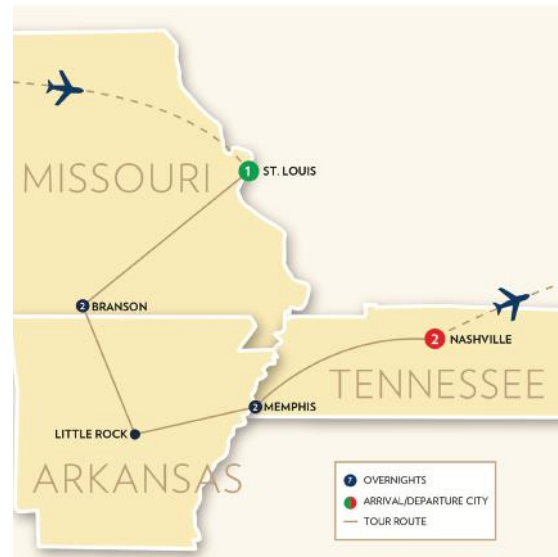 MISSOURI
1 ST. LOUIS
2 BRANSON
2 NASHVILLE
TENNESSEE
2 MEMPHIS
LITTLE ROCK
ARKANSAS
7 OVERNIGHTS
ARRIVAL/DEPARTURE CITY
TOUR ROUTE